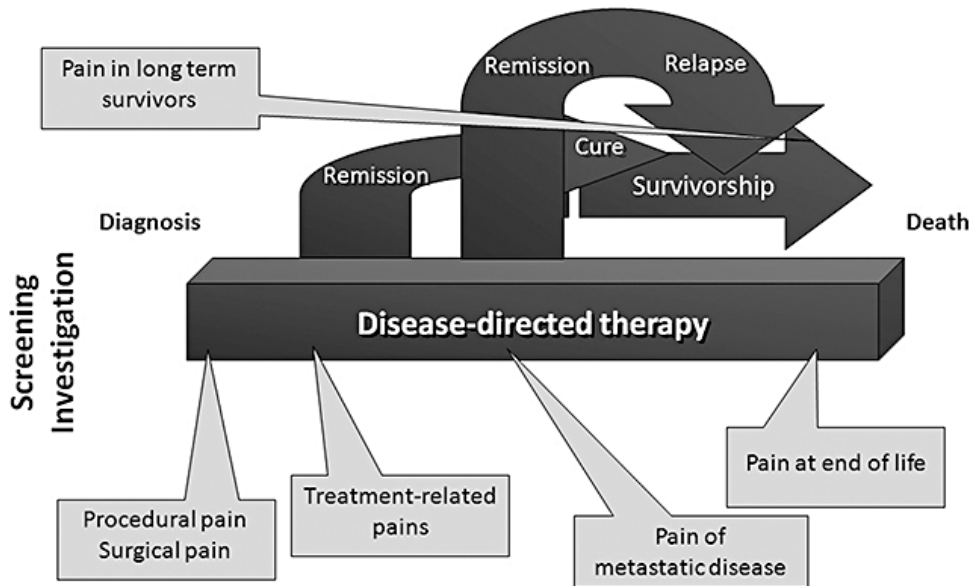 Pain in long term
survivors
Remission
Relapse
Cure
Remission
Survivorship
Diagnosis
Death
Screening
Investigation
Disease-directed therapy
Procedural pain
Surgical pain
Treatment-related
pains
Pain of
metastatic disease
Pain at end of life